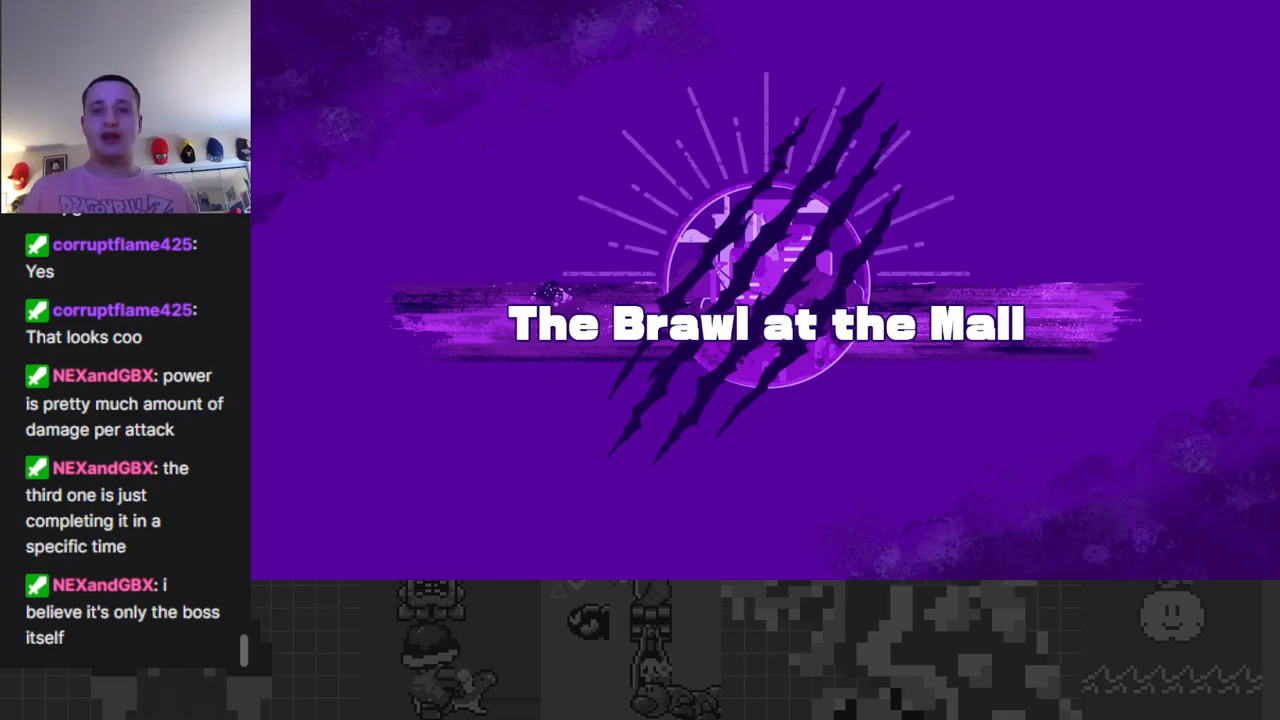 DRAGONBALL Z
corruptflame425:
Yes
corruptflame425:
That looks coo
NEXandGBX: power
is pretty much amount of
damage per attack
NEXandGBX: the
third one is just
completing it in a
specific time
NEXandGBX: i
believe it's only the boss
itself
The Brawl at the Mall